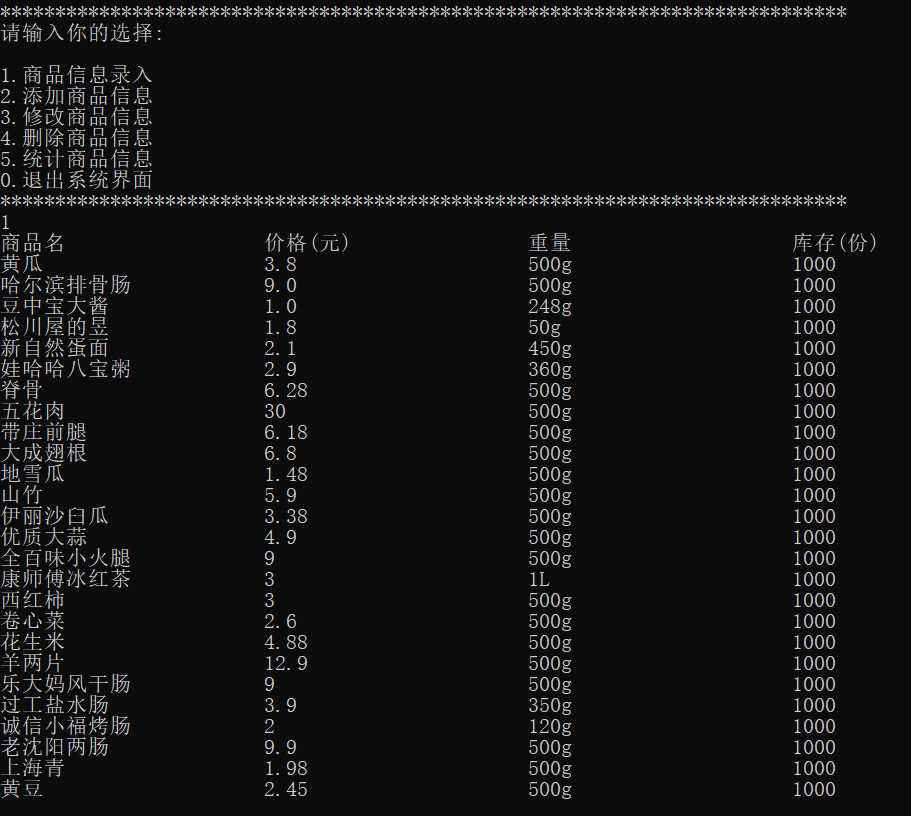 *****************************************************************************
请输入你的选择:
1.商品信息录入
2.添加商品信息
3.修改商品信息
4.删除商品信息
5.统计商品信息
0.退出系统界面
*****************************************************************************
1
商品名 价格(元) 重量 库存(份)
黄瓜 3.8 500g 1000
哈尔滨排骨肠 9.0 500g 1000
豆中宝大酱 1.0 248g 1000
松川屋的昱 1.8 50g 1000
新自然蛋面 2.1 450g 1000
娃哈哈八宝粥 2.9 360g 1000
脊骨 6.28 500g 1000
五花肉 30 500g 1000
带庄前腿 6.18 500g 1000
大成翅根 6.8 500g 1000
地雪瓜 1.48 500g 1000
山竹 5.9 500g 1000
伊丽沙臼瓜 3.38 500g 1000
优质大蒜 4.9 500g 1000
全百味小火腿 9 500g 1000
康师傅冰红茶 3 1L 1000
西红柿 3 500g 1000
卷心菜 2.6 500g 1000
花生米 4.88 500g 1000
羊两片 12.9 500g 1000
乐大妈风干肠 9 500g 1000
过工盐水肠 3.9 350g 1000
诚信小福烤肠 2 120g 1000
老沈阳两肠 9.9 500g 1000
上海青 1.98 500g 1000
黄豆 2.45 500g 1000